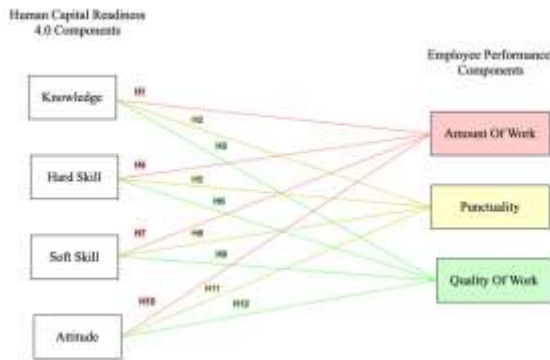 Human Capital Readiness
4.0 Components
Employee Performance
Components
Knowledge
H1
H2
H3
Amount Of Work
Hard Skill
H4
H5
H6
Punctuality
Soft Skill
H7
H8
H9
Quality Of Work
Attitude
H10
H11
H12